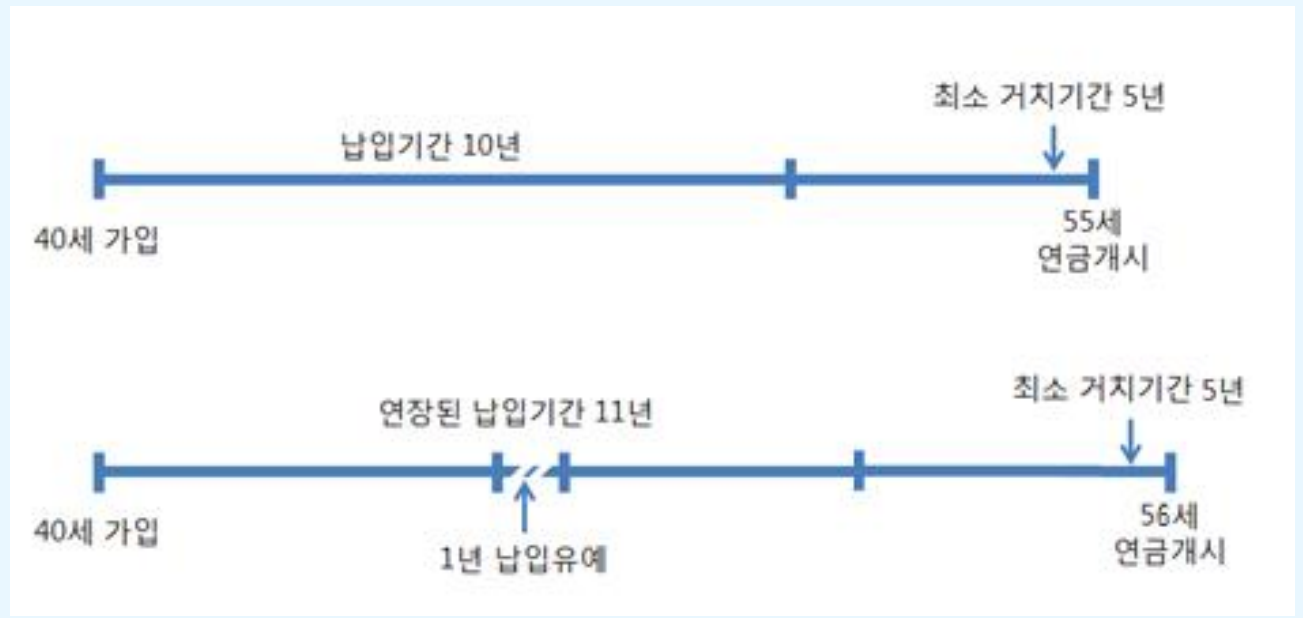 최소 거치기간 5년
납입기간 10년
40세 가입
55세
연금개시
최소 거치기간 5년
연장된 납입기간 11년
40세 가입
1년 납입유예
56세
연금개시